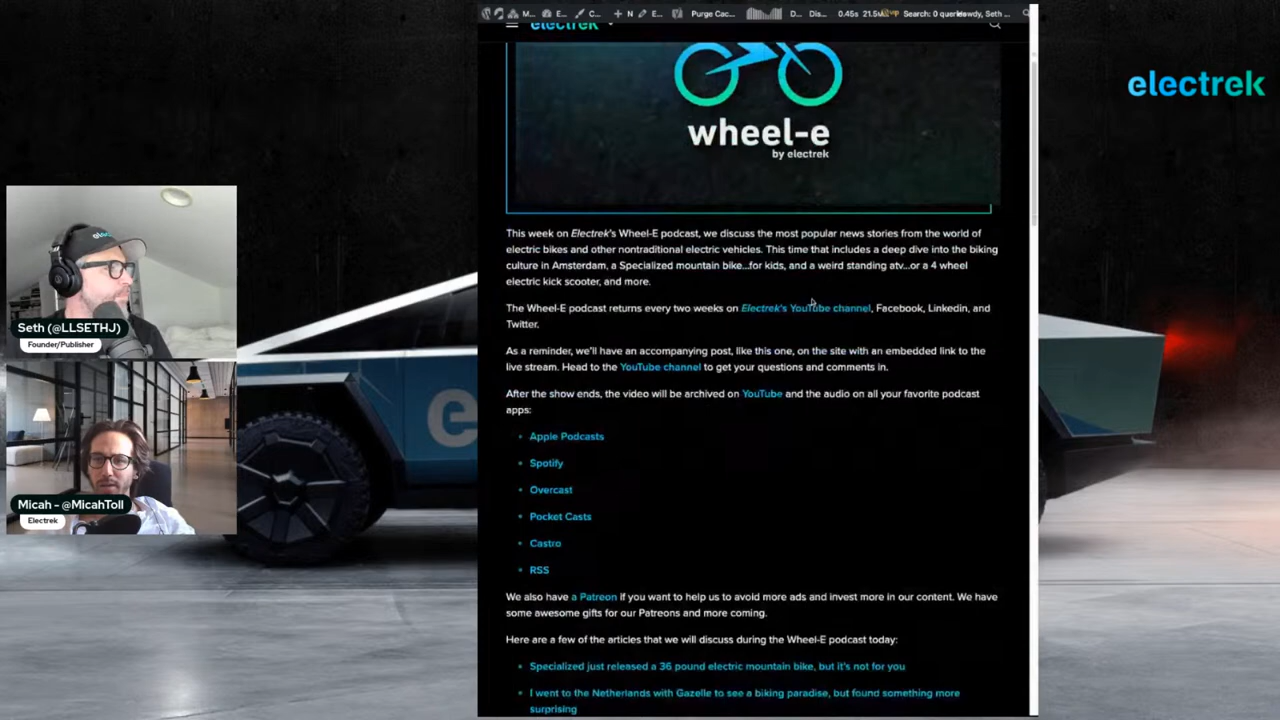 M... E... C... + N E... Purge Cac... D... Dis... 0.45s 21.5M Search: 0 queries Howdy, Seth ...
electrek
electrek
wheel-e
by electrek
This week on Electrek's Wheel-E podcast, we discuss the most popular news stories from the world of
electric bikes and other nontraditional electric vehicles. This time that includes a deep dive into the biking
culture in Amsterdam, a Specialized mountain bike...for kids, and a weird standing atv...or a 4 wheel
electric kick scooter, and more.
The Wheel-E podcast returns every two weeks on Electrek's YouTube channel, Facebook, Linkedin, and
Twitter.
As a reminder, we'll have an accompanying post, like this one, on the site with an embedded link to the
live stream. Head to the YouTube channel to get your questions and comments in.
After the show ends, the video will be archived on YouTube and the audio on all your favorite podcast
apps:
• Apple Podcasts
• Spotify
• Overcast
• Pocket Casts
• Castro
• RSS
We also have a Patreon if you want to help us to avoid more ads and invest more in our content. We have
some awesome gifts for our Patreons and more coming.
Here are a few of the articles that we will discuss during the Wheel-E podcast today:
• Specialized just released a 36 pound electric mountain bike, but it's not for you
• I went to the Netherlands with Gazelle to see a biking paradise, but found something more
surprising
Seth (@LLSETHJ)
Founder/Publisher
Micah - @MicahToll
Electrek
e